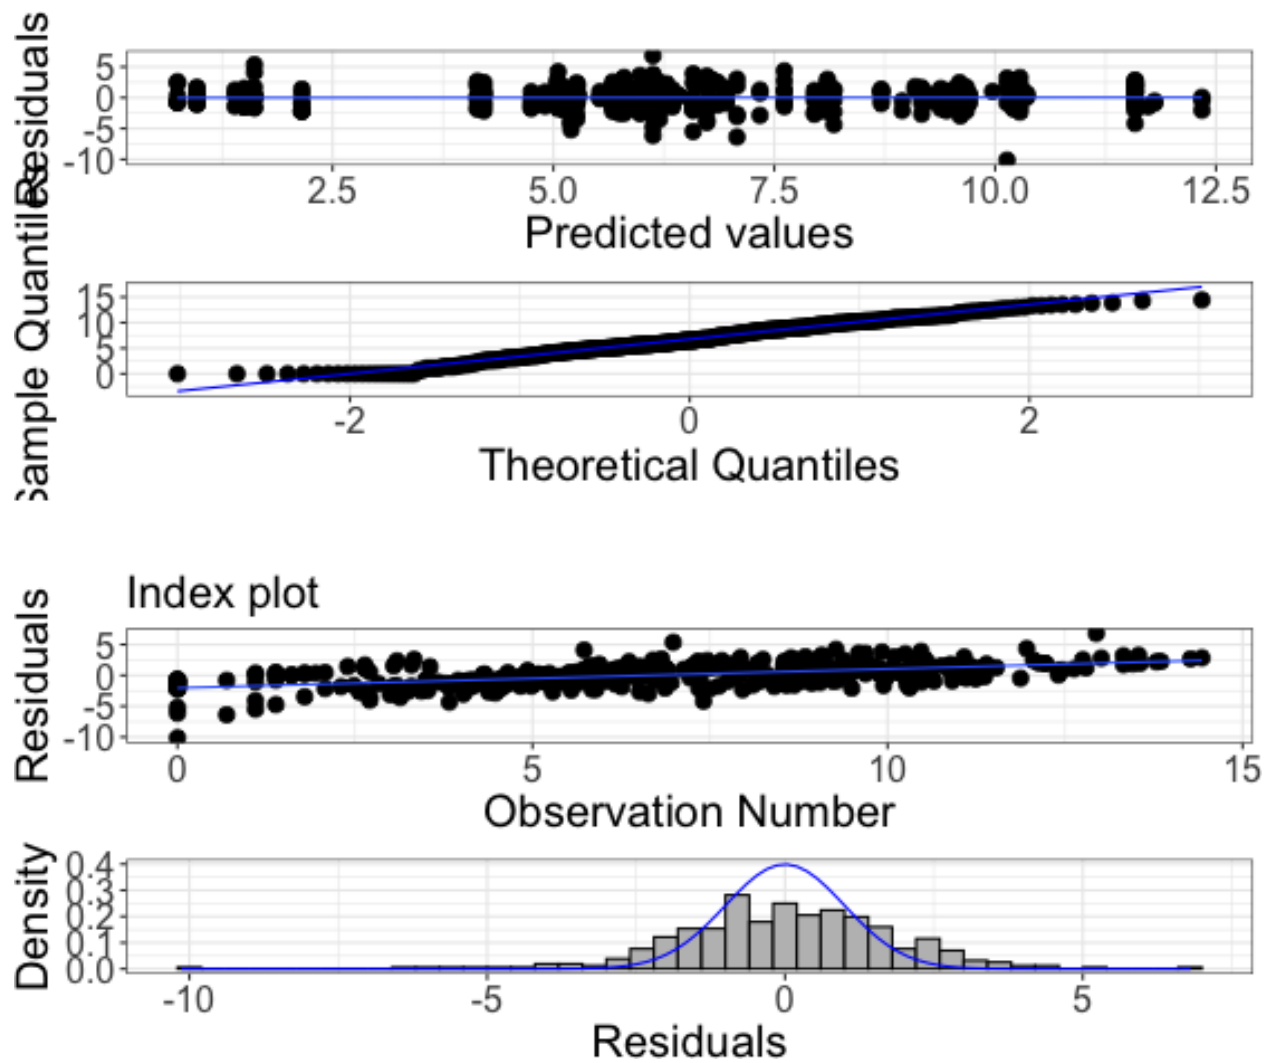 Residuals
5
0
-5
-10
2.5 5.0 7.5 10.0 12.5
Predicted values
Sample Quantiles
15
10
5
0
-2 0 2
Theoretical Quantiles
Index plot
Residuals
5
0
-5
-10
0 5 10 15
Observation Number
Density
0.4
0.3
0.2
0.1
0.0
-10 -5 0 5
Residuals